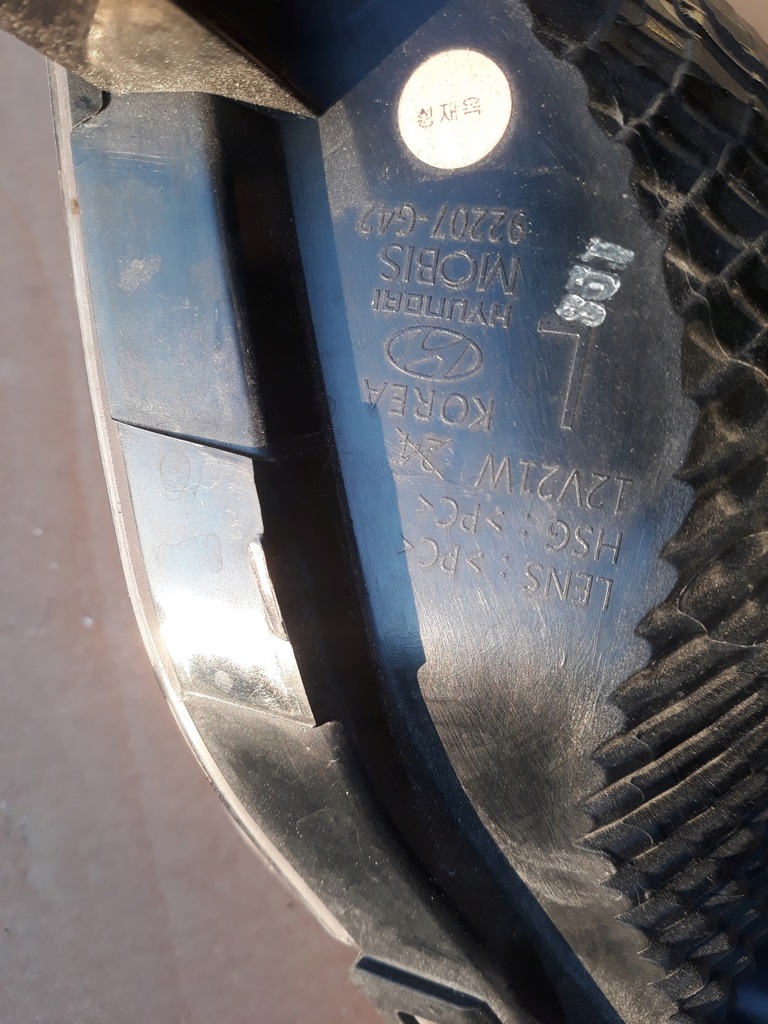 92207-G42
MOBIS
HYUNDAI
KOREA
L
12V21W
HSG : >PC<
LENS : >PC<